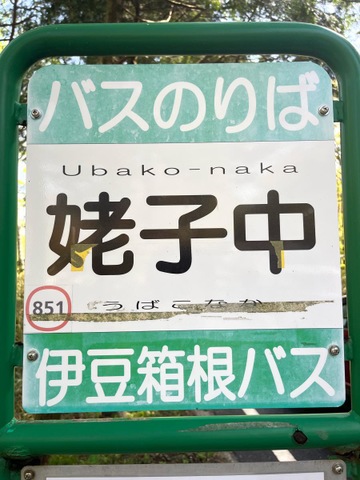 バスのりば
Ubako-naka
姥子中
851
うばこなか
伊豆箱根バス